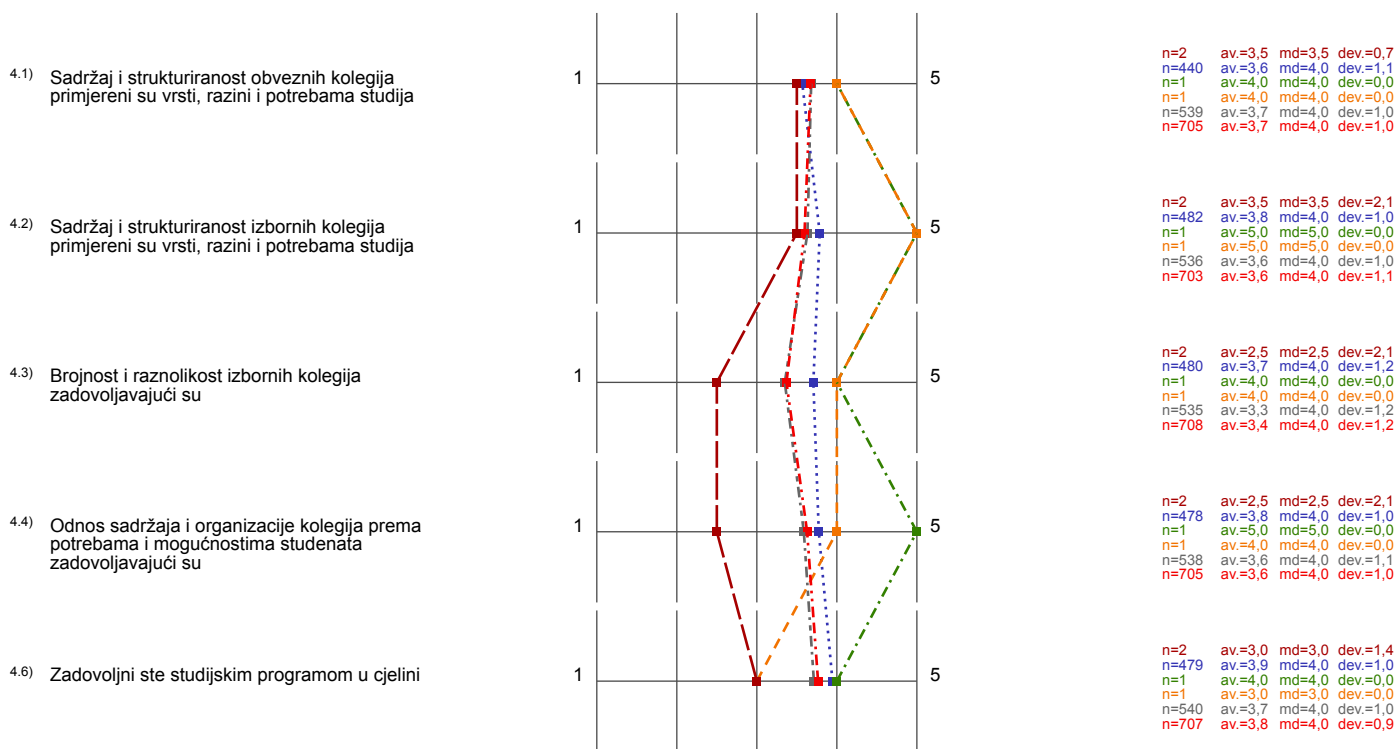 n=2 av.=3,5 md=3,5 dev.=0,7
4.1) Sadržaj i strukturiranost obveznih kolegija
primjereni su vrsti, razini i potrebama studija
1 5
n=440 av.=3,6 md=4,0 dev.=1,1
n=1 av.=4,0 md=4,0 dev.=0,0
n=1 av.=4,0 md=4,0 dev.=0,0
n=539 av.=3,7 md=4,0 dev.=1,0
n=705 av.=3,7 md=4,0 dev.=1,0
4.2) Sadržaj i strukturiranost izbornih kolegija
primjereni su vrsti, razini i potrebama studija
1 5
n=2 av.=3,5 md=3,5 dev.=2,1
n=482 av.=3,8 md=4,0 dev.=1,0
n=1 av.=5,0 md=5,0 dev.=0,0
n=1 av.=5,0 md=5,0 dev.=0,0
n=536 av.=3,6 md=4,0 dev.=1,0
n=703 av.=3,6 md=4,0 dev.=1,1
4.3) Brojnost i raznolikost izbornih kolegija
zadovoljavajući su
1 5
n=2 av.=2,5 md=2,5 dev.=2,1
n=480 av.=3,7 md=4,0 dev.=1,2
n=1 av.=4,0 md=4,0 dev.=0,0
n=1 av.=4,0 md=4,0 dev.=0,0
n=535 av.=3,3 md=4,0 dev.=1,2
n=708 av.=3,4 md=4,0 dev.=1,2
4.4) Odnos sadržaja i organizacije kolegija prema
potrebama i mogućnostima studenata
zadovoljavajući su
1 5
n=2 av.=2,5 md=2,5 dev.=2,1
n=478 av.=3,8 md=4,0 dev.=1,0
n=1 av.=5,0 md=5,0 dev.=0,0
n=1 av.=4,0 md=4,0 dev.=0,0
n=538 av.=3,6 md=4,0 dev.=1,1
n=705 av.=3,6 md=4,0 dev.=1,0
4.6) Zadovoljni ste studijskim programom u cjelini
1 5
n=2 av.=3,0 md=3,0 dev.=1,4
n=479 av.=3,9 md=4,0 dev.=1,0
n=1 av.=4,0 md=4,0 dev.=0,0
n=1 av.=3,0 md=3,0 dev.=0,0
n=540 av.=3,7 md=4,0 dev.=1,0
n=707 av.=3,8 md=4,0 dev.=0,9